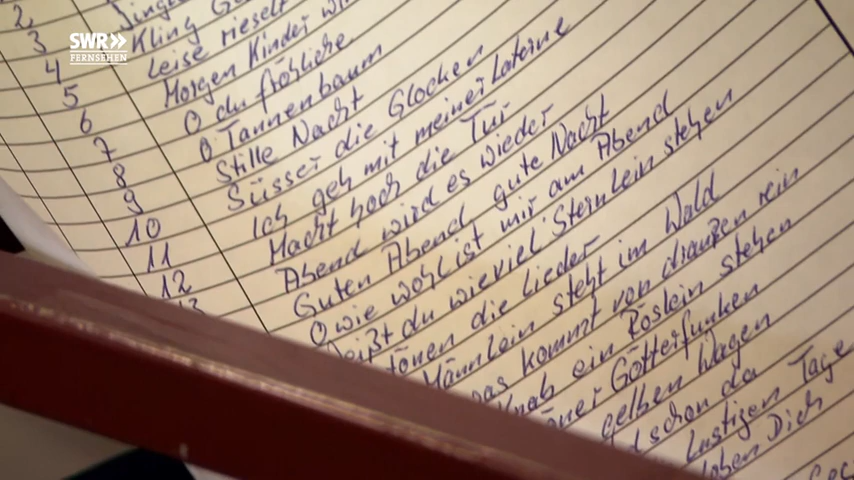 SWR»
FERNSEHEN
2
3 Kling
4 Leise rieselt
5 Morgen Kinder
6 O du fröhliche
7 O Tannenbaum
8 Stille Nacht
9 Süsser die Glocken
10 Ich geh mit meiner Laterne
11 Macht hoch die Tür
12 Abend wird es wieder
Guten Abend gute Nacht
O wie wohl ist mir am Abend
du wieviel Sternlein stehen
tönen die Lieder
Männlein steht im Wald
kommt von draußen rein
Knab ein Röslein stehen
Götterfunken
gelben Wagen
schon da
lustigen Tage
loben Dich